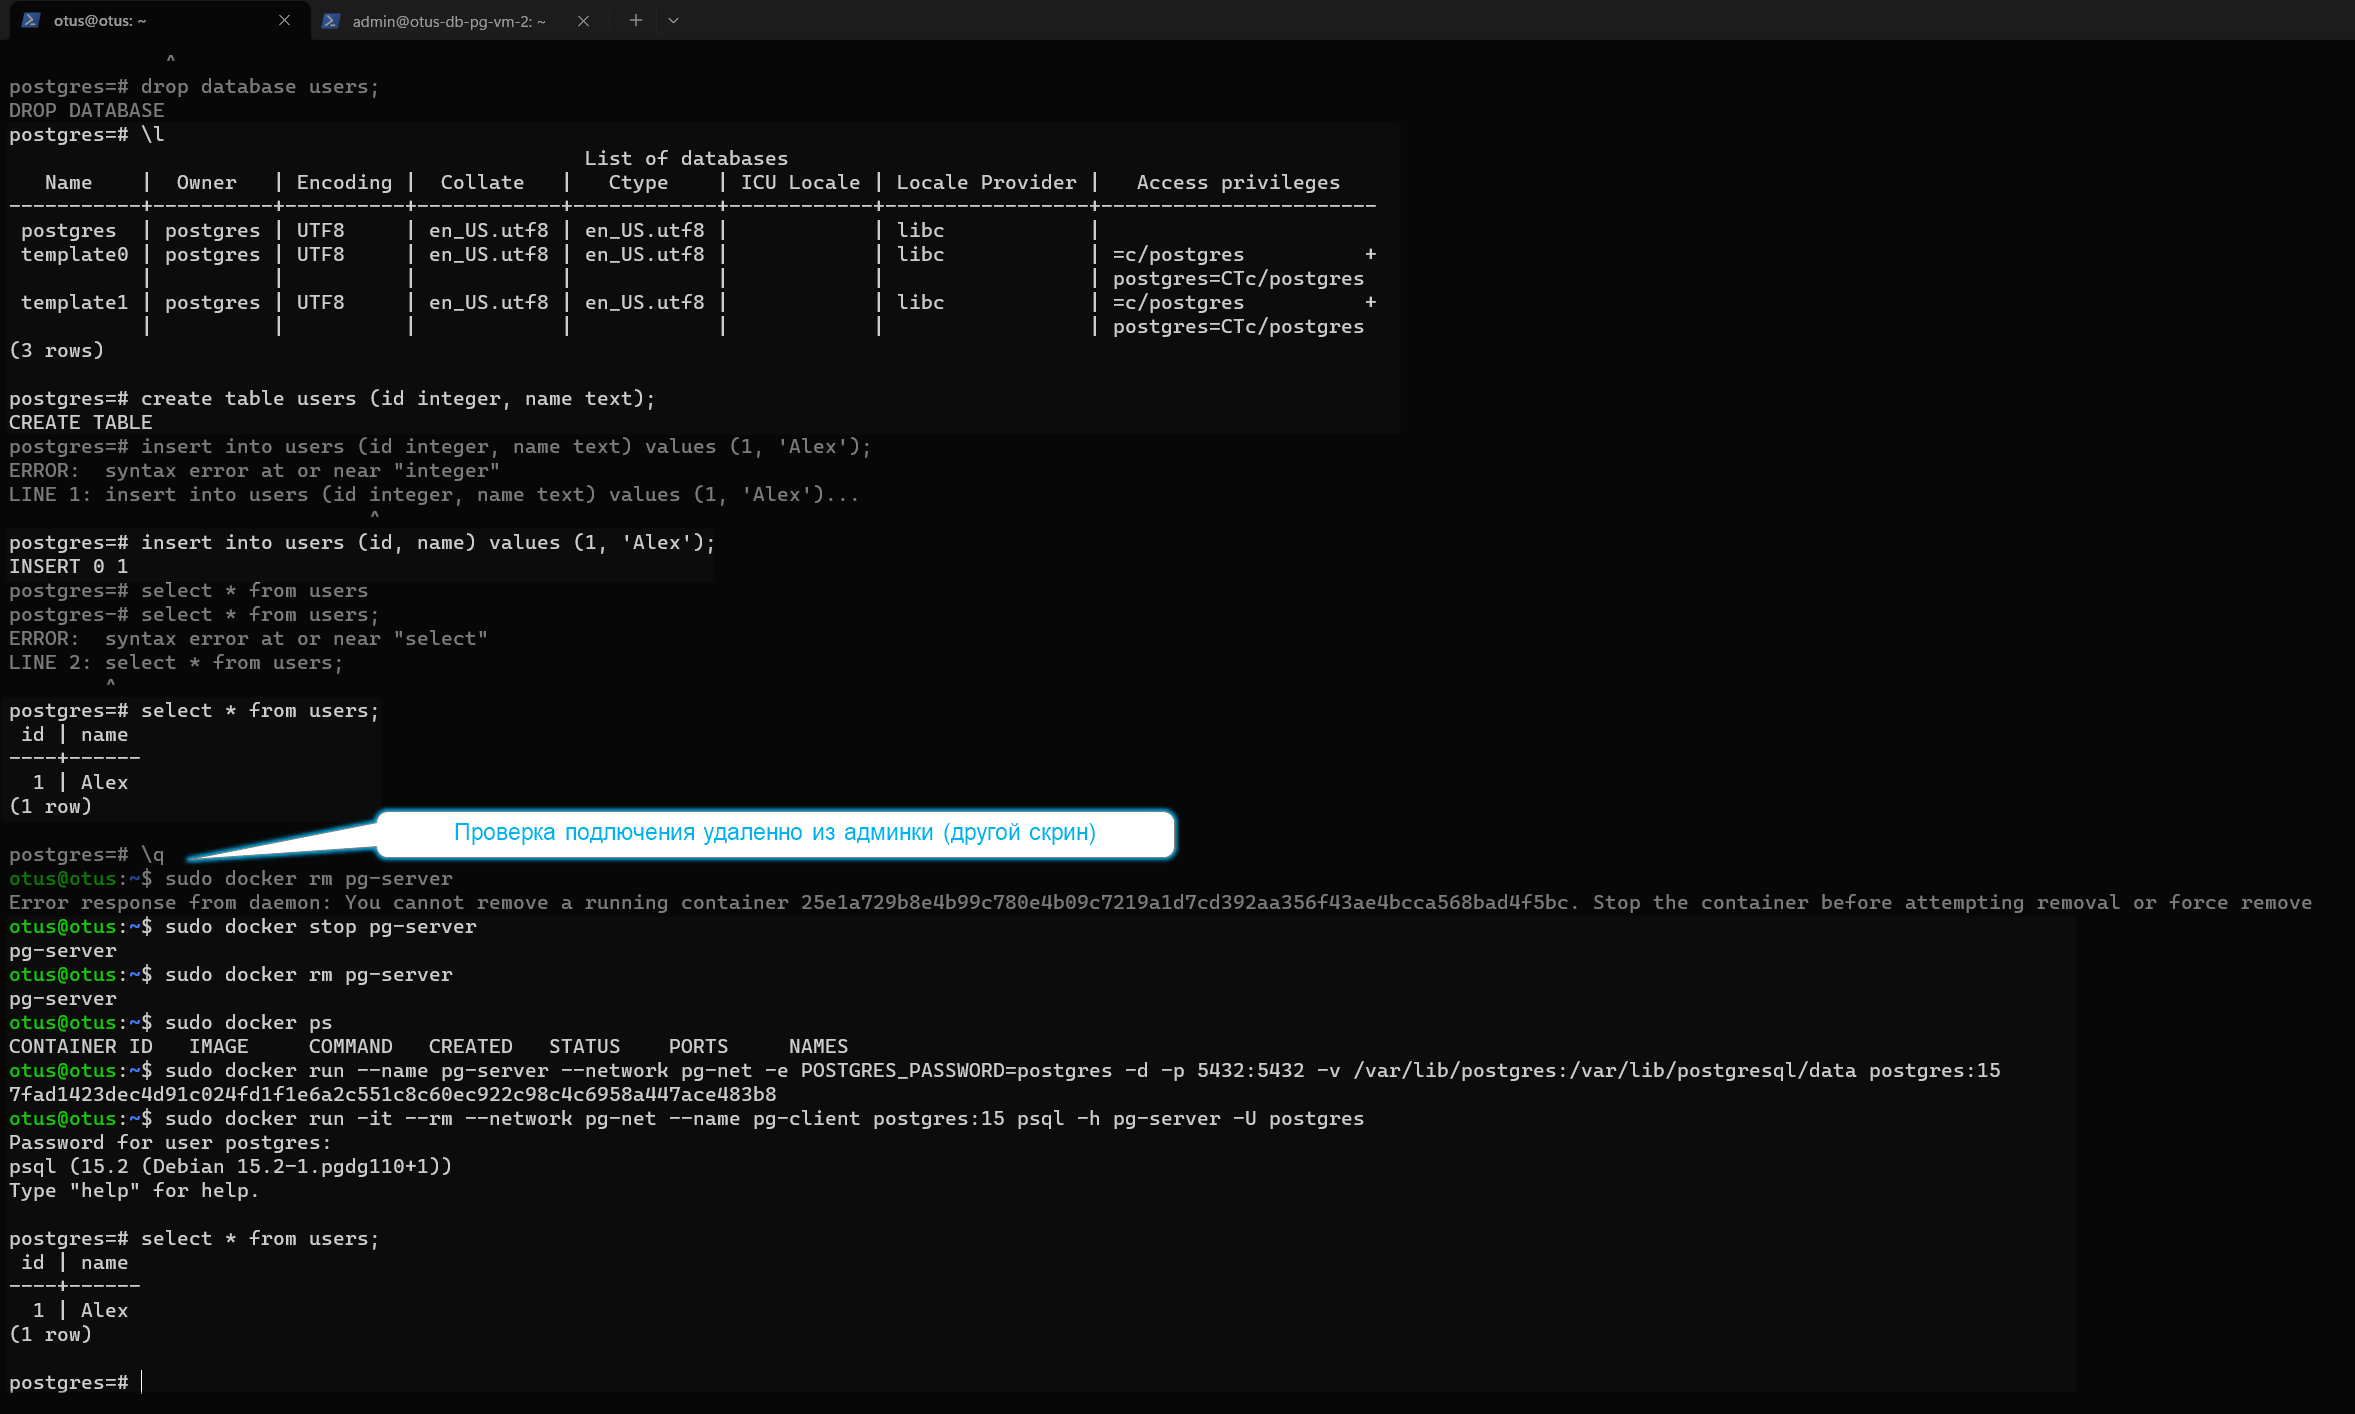 otus@otus: ~
admin@otus-db-pg-vm-2: ~
^
postgres=# drop database users;
DROP DATABASE
postgres=# \l
List of databases
Name | Owner | Encoding | Collate | Ctype | ICU Locale | Locale Provider | Access privileges
-----------+----------+----------+------------+------------+------------+-----------------+-----------------------
postgres | postgres | UTF8 | en_US.utf8 | en_US.utf8 | | libc |
template0 | postgres | UTF8 | en_US.utf8 | en_US.utf8 | | libc | =c/postgres +
| | | | | | | postgres=CTc/postgres
template1 | postgres | UTF8 | en_US.utf8 | en_US.utf8 | | libc | =c/postgres +
| | | | | | | postgres=CTc/postgres
(3 rows)
postgres=# create table users (id integer, name text);
CREATE TABLE
postgres=# insert into users (id integer, name text) values (1, 'Alex');
ERROR:  syntax error at or near "integer"
LINE 1: insert into users (id integer, name text) values (1, 'Alex')...
^
postgres=# insert into users (id, name) values (1, 'Alex');
INSERT 0 1
postgres=# select * from users
postgres-# select * from users;
ERROR:  syntax error at or near "select"
LINE 2: select * from users;
^
postgres=# select * from users;
id | name
----+------
1 | Alex
(1 row)
Проверка подлючения удаленно из админки (другой скрин)
postgres=# \q
otus@otus:~$ sudo docker rm pg-server
Error response from daemon: You cannot remove a running container 25e1a729b8e4b99c780e4b09c7219a1d7cd392aa356f43ae4bcca568bad4f5bc. Stop the container before attempting removal or force remove
otus@otus:~$ sudo docker stop pg-server
pg-server
otus@otus:~$ sudo docker rm pg-server
pg-server
otus@otus:~$ sudo docker ps
CONTAINER ID   IMAGE     COMMAND   CREATED   STATUS    PORTS     NAMES
otus@otus:~$ sudo docker run --name pg-server --network pg-net -e POSTGRES_PASSWORD=postgres -d -p 5432:5432 -v /var/lib/postgres:/var/lib/postgresql/data postgres:15
7fad1423dec4d91c024fd1f1e6a2c551c8c60ec922c98c4c6958a447ace483b8
otus@otus:~$ sudo docker run -it --rm --network pg-net --name pg-client postgres:15 psql -h pg-server -U postgres
Password for user postgres:
psql (15.2 (Debian 15.2-1.pgdg110+1))
Type "help" for help.
postgres=# select * from users;
id | name
----+------
1 | Alex
(1 row)
postgres=#